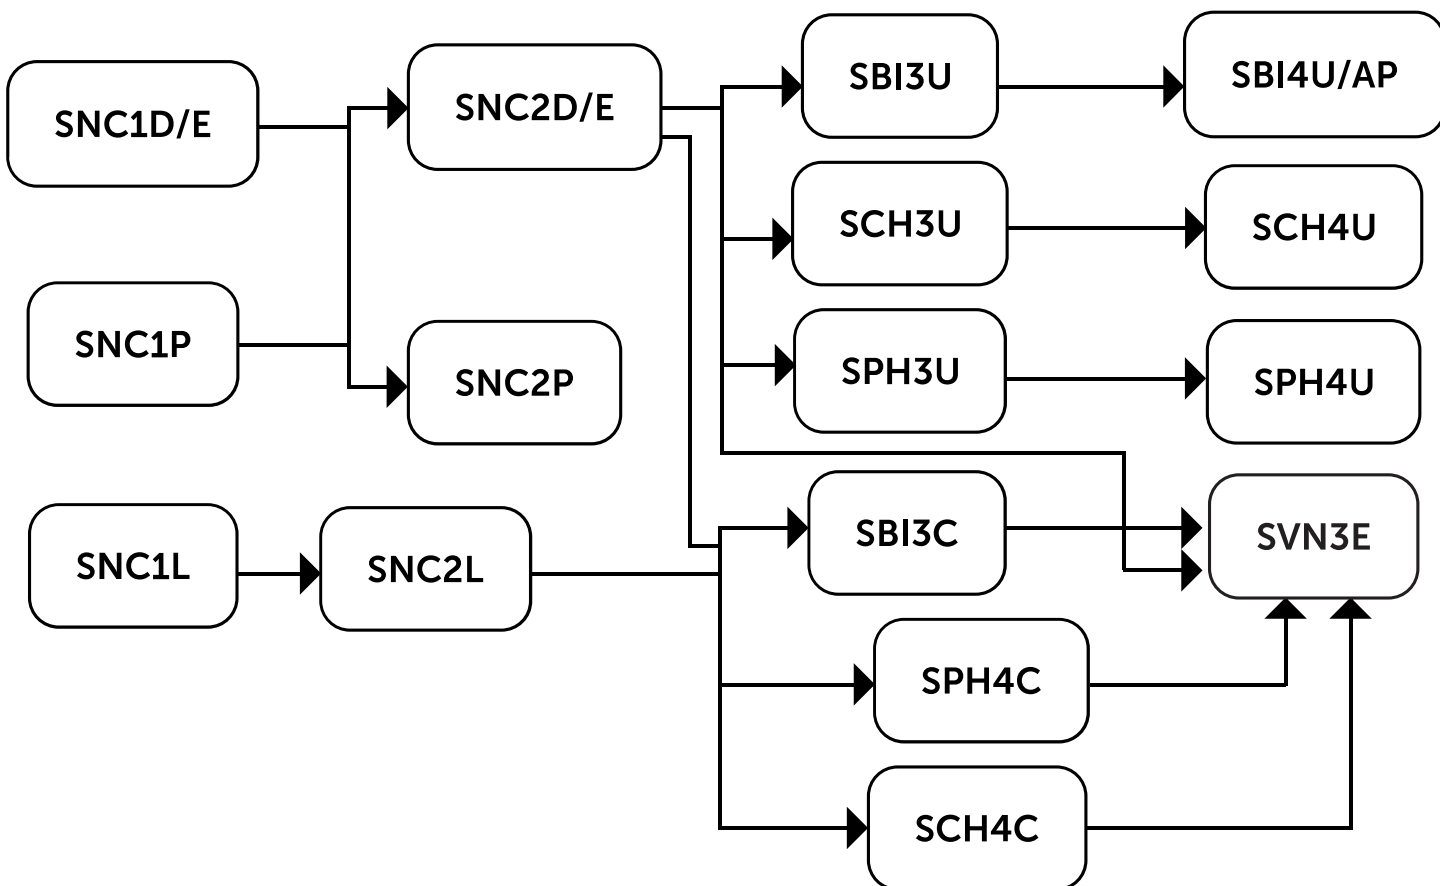 SNC1D/E
SNC2D/E
SBI3U
SBI4U/AP
SCH3U
SCH4U
SNC1P
SNC2P
SPH3U
SPH4U
SNC1L
SNC2L
SBI3C
SVN3E
SPH4C
SCH4C